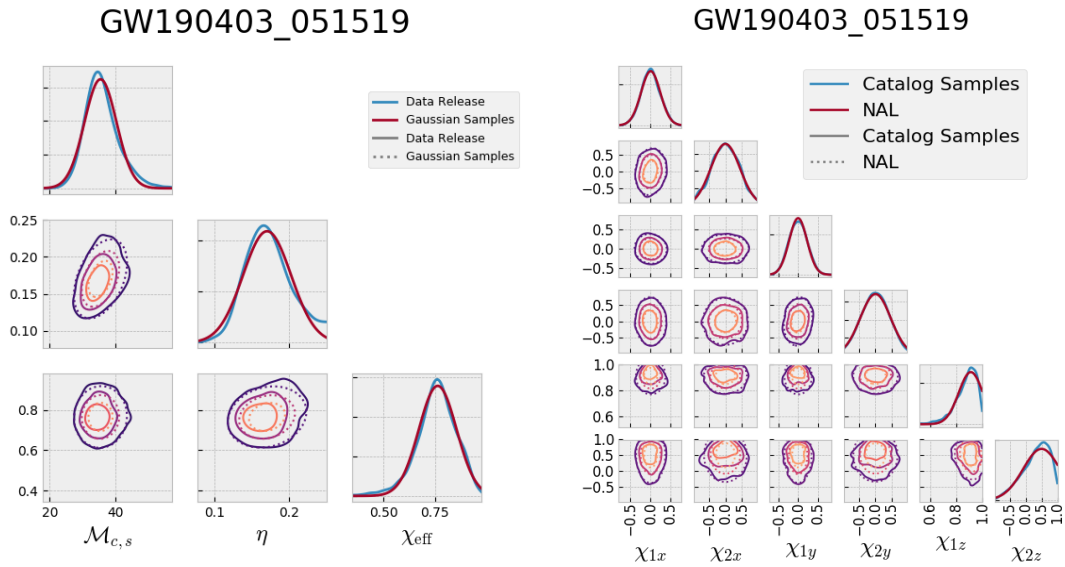 GW190403_051519
Data Release
Gaussian Samples
Data Release
Gaussian Samples
0.25
0.20
0.15
0.10
0.8
0.6
0.4
20 40
0.1 0.2
0.50 0.75
ℳc,s
η
χeff
GW190403_051519
Catalog Samples
NAL
Catalog Samples
NAL
0.5
0.0
−0.5
0.5
0.0
−0.5
0.5
0.0
−0.5
1.0
0.8
0.6
1.0
0.5
0.0
−0.5
−0.5 0.0 0.5
−0.5 0.0 0.5
−0.5 0.0 0.5
−0.5 0.0 0.5
0.6 0.8 1.0
−0.5 0.0 0.5 1.0
χ1x
χ2x
χ1y
χ2y
χ1z
χ2z